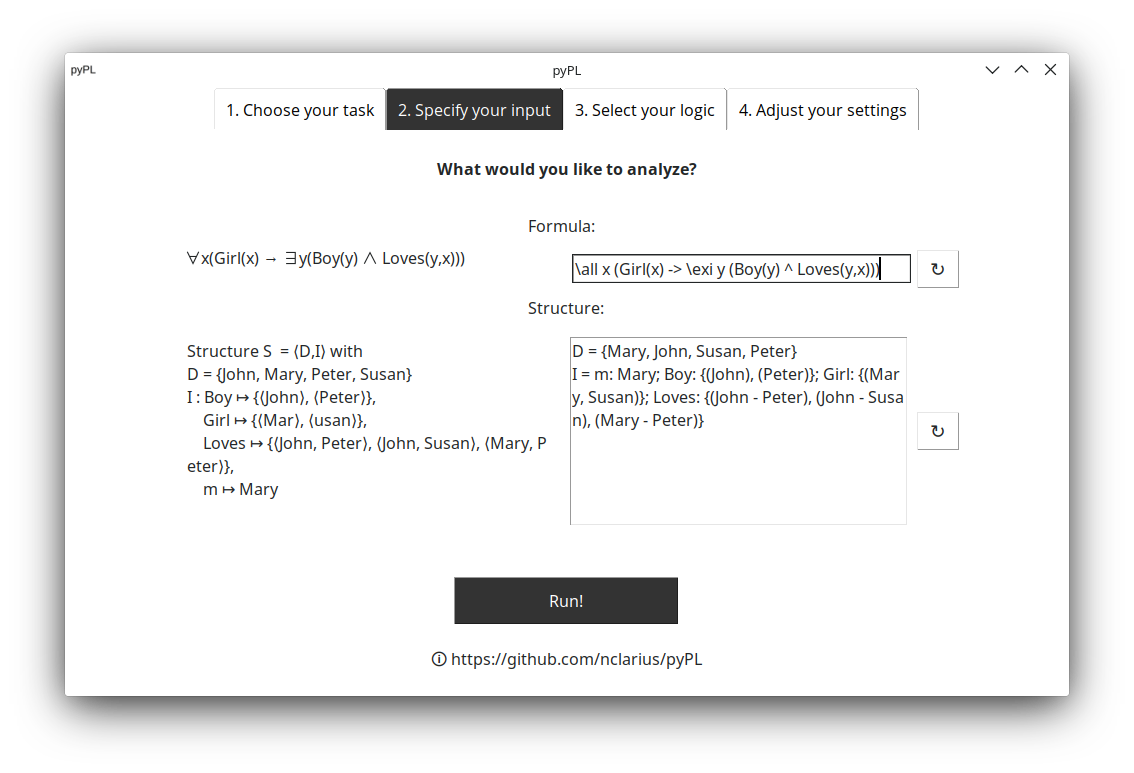 pyPL
pyPL
1. Choose your task
2. Specify your input
3. Select your logic
4. Adjust your settings
What would you like to analyze?
Formula:
∀x(Girl(x) → ∃y(Boy(y) ∧ Loves(y,x)))
\all x (Girl(x) -> \exi y (Boy(y) ^ Loves(y,x)))
↻
Structure:
Structure S = ⟨D,I⟩ with
D = {John, Mary, Peter, Susan}
I : Boy ↦ {⟨John⟩, ⟨Peter⟩},
Girl ↦ {⟨Mar⟩, ⟨usan⟩},
Loves ↦ {⟨John, Peter⟩, ⟨John, Susan⟩, ⟨Mary, P
eter⟩},
m ↦ Mary
D = {Mary, John, Susan, Peter}
I = m: Mary; Boy: {(John), (Peter)}; Girl: {(Mar
y, Susan)}; Loves: {(John - Peter), (John - Susa
n), (Mary - Peter)}
↻
Run!
ⓘ https://github.com/nclarius/pyPL